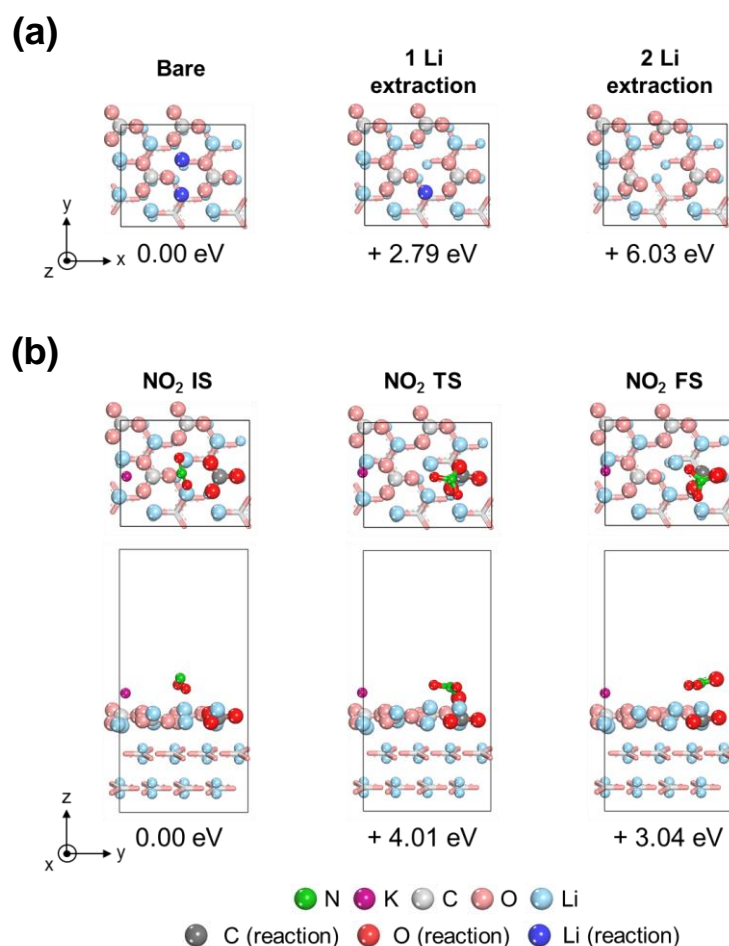 (a)
Bare
1 Li
extraction
2 Li
extraction
y
z
x
0.00 eV
+ 2.79 eV
+ 6.03 eV
(b)
NO₂ IS
NO₂ TS
NO₂ FS
z
x
y
0.00 eV
+ 4.01 eV
+ 3.04 eV
N K C O Li
C (reaction) O (reaction) Li (reaction)